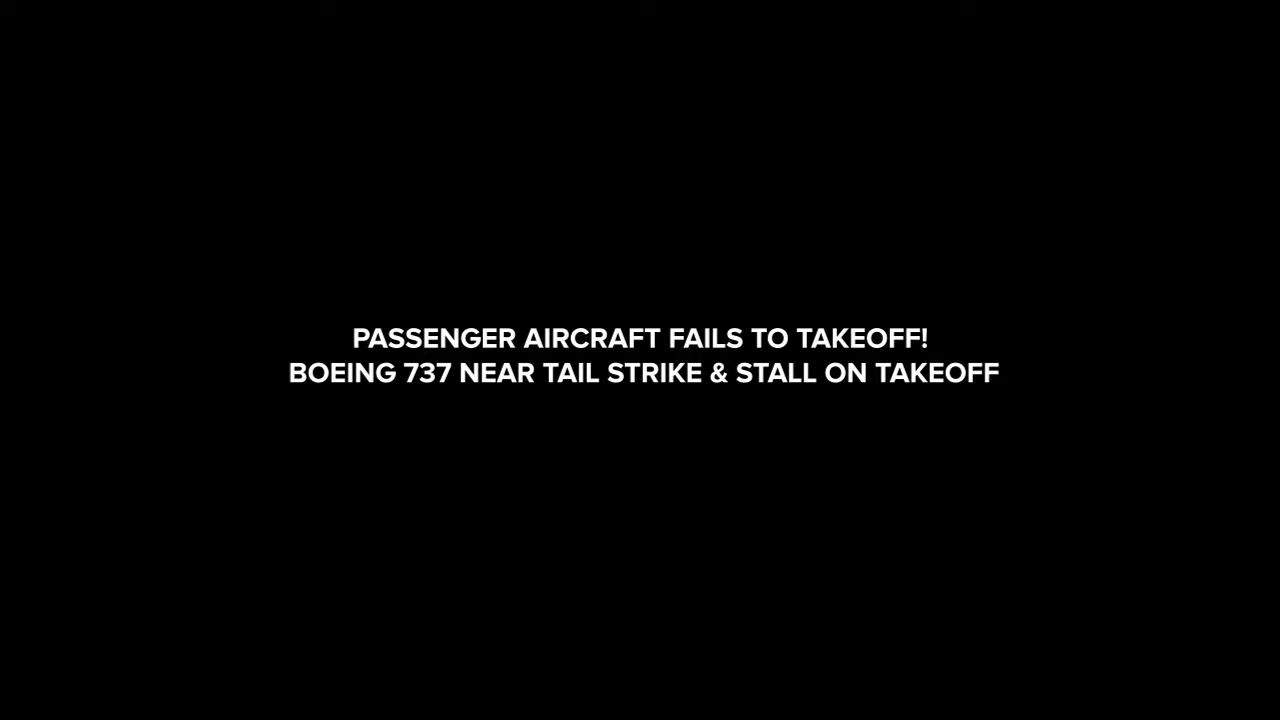 PASSENGER AIRCRAFT FAILS TO TAKEOFF!
BOEING 737 NEAR TAIL STRIKE & STALL ON TAKEOFF